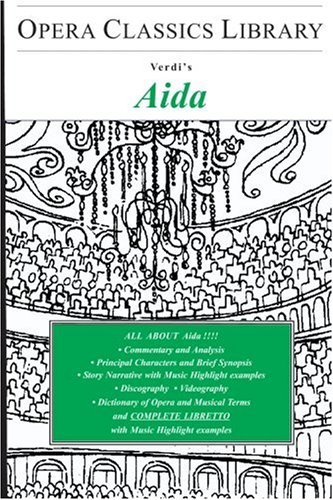 OPERA CLASSICS LIBRARY
Verdi's
Aida
ALL ABOUT Aida !!!!
• Commentary and Analysis
• Principal Characters and Brief Synopsis
• Story Narrative with Music Highlight examples
• Discography • Videography
• Dictionary of Opera and Musical Terms
and COMPLETE LIBRETTO
with Music Highlight examples